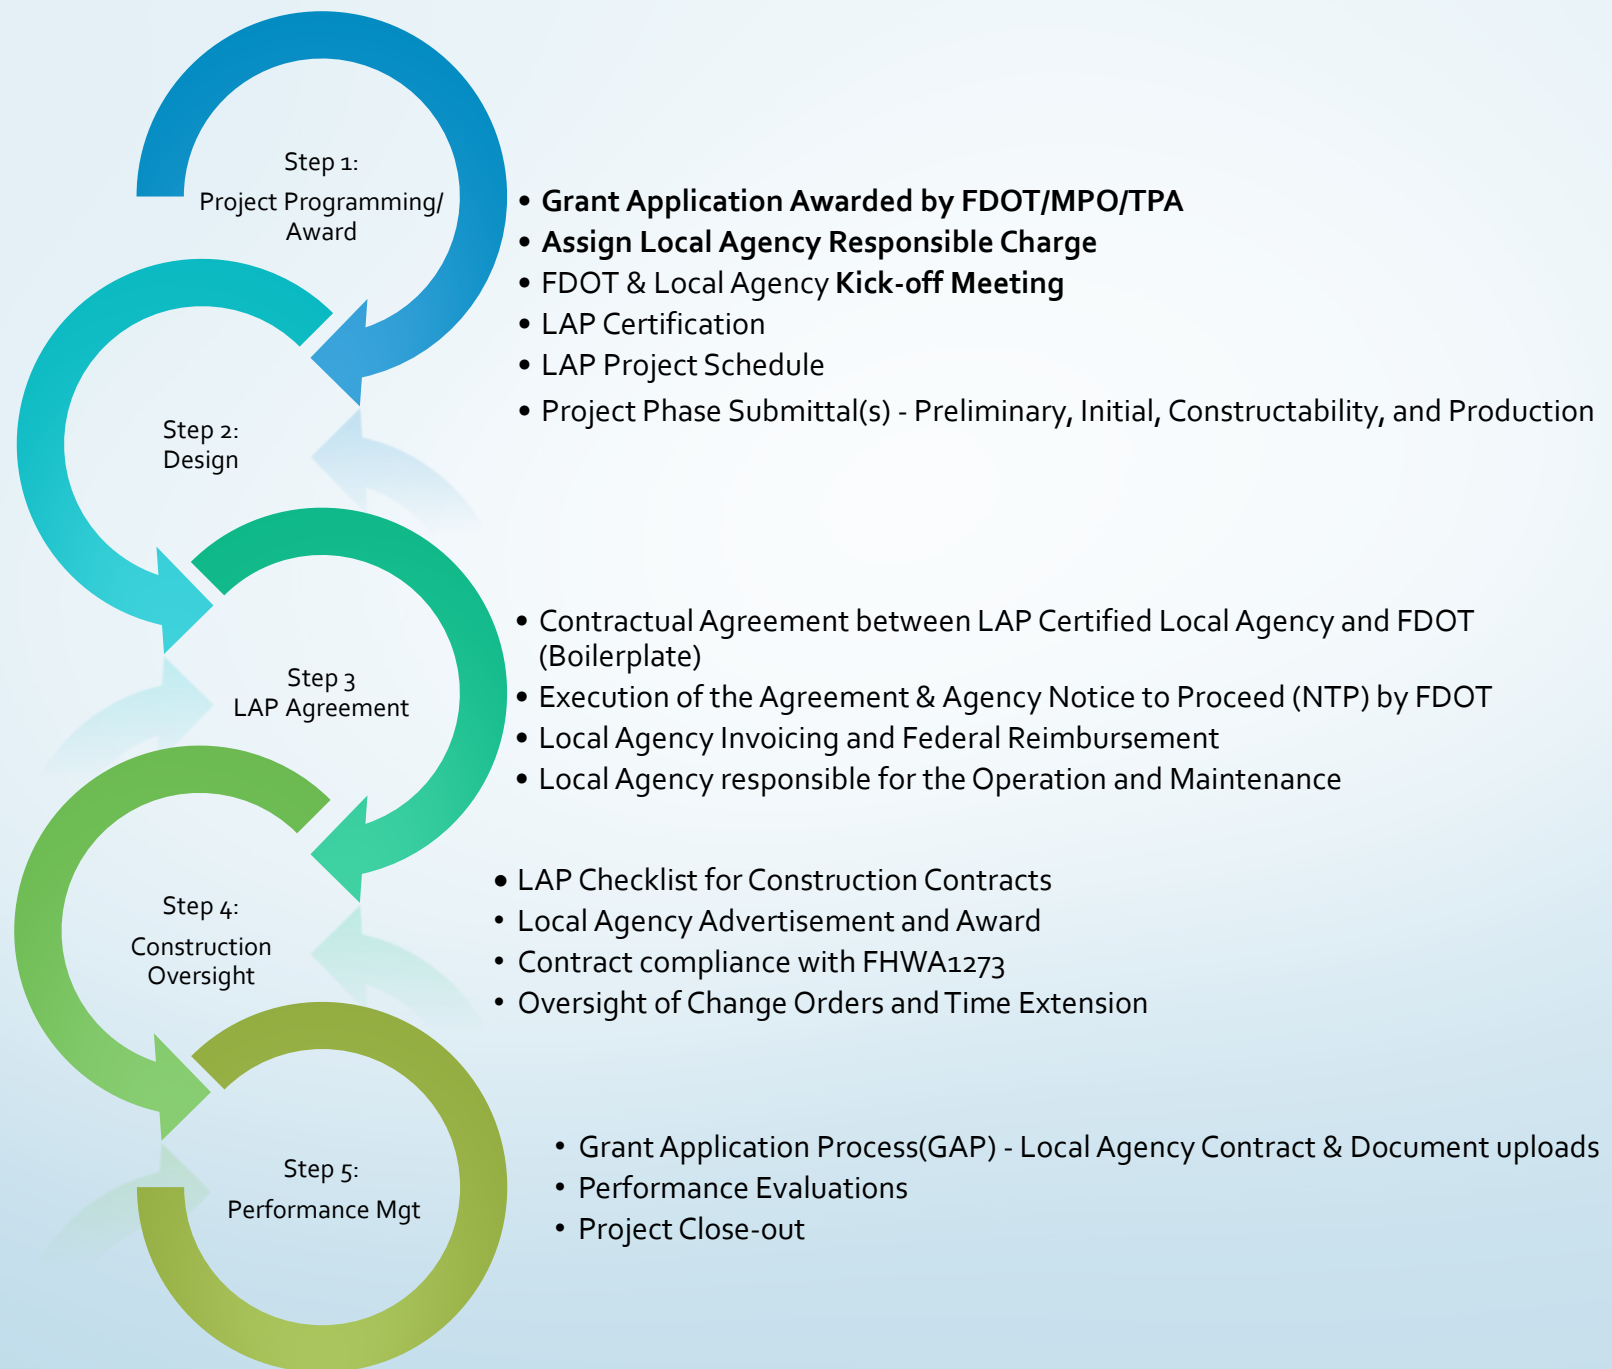 Step 1:
Project Programming/
Award
• Grant Application Awarded by FDOT/MPO/TPA
• Assign Local Agency Responsible Charge
• FDOT & Local Agency Kick-off Meeting
• LAP Certification
• LAP Project Schedule
• Project Phase Submittal(s) - Preliminary, Initial, Constructability, and Production
Step 2:
Design
Step 3
LAP Agreement
• Contractual Agreement between LAP Certified Local Agency and FDOT
(Boilerplate)
• Execution of the Agreement & Agency Notice to Proceed (NTP) by FDOT
• Local Agency Invoicing and Federal Reimbursement
• Local Agency responsible for the Operation and Maintenance
Step 4:
Construction
Oversight
• LAP Checklist for Construction Contracts
• Local Agency Advertisement and Award
• Contract compliance with FHWA1273
• Oversight of Change Orders and Time Extension
Step 5:
Performance Mgt
• Grant Application Process(GAP) - Local Agency Contract & Document uploads
• Performance Evaluations
• Project Close-out